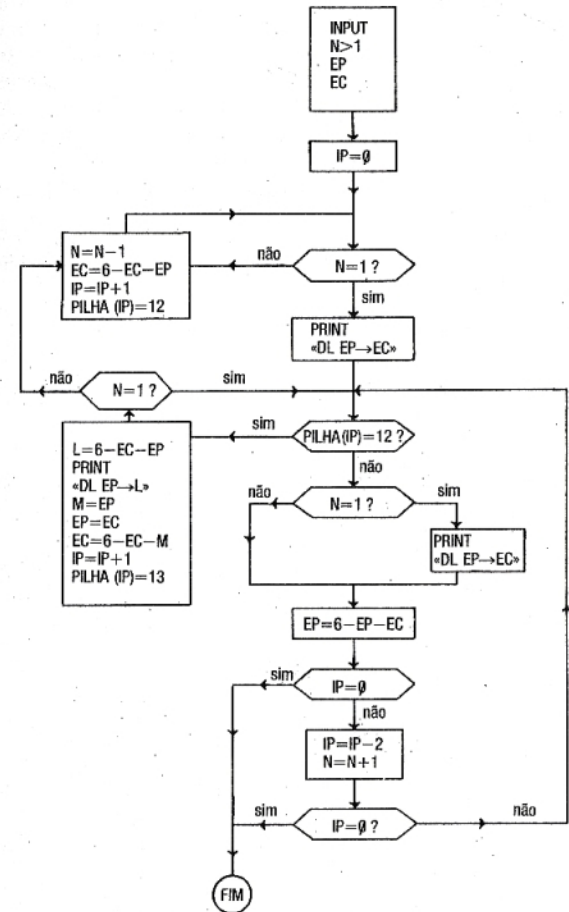 INPUT
N>1
EP
EC
IP=∅
N=N−1
EC=6−EC−EP
IP=IP+1
PILHA (IP)=12
não
N=1 ?
sim
PRINT
«DL EP→EC»
não
N=1 ?
sim
sim
PILHA(IP)=12 ?
não
L=6−EC−EP
PRINT
«DL EP→L»
M=EP
EP=EC
EC=6−EC−M
IP=IP+1
PILHA (IP)=13
não
N=1 ?
sim
PRINT
«DL EP→EC»
EP=6−EP−EC
sim
IP=∅
não
IP=IP−2
N=N+1
sim
IP=∅ ?
não
FIM